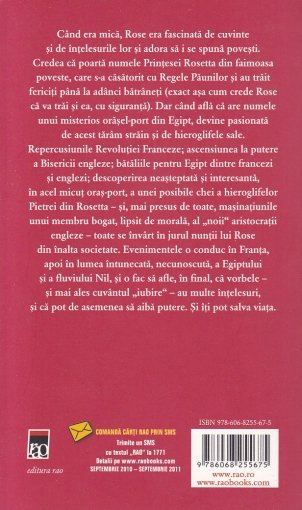 Când era mică, Rose era fascinată de cuvinte
și de înțelesurile lor și adora să i se spună povești.
Credea că poartă numele Prințesei Rosetta din faimoasa
poveste, care s-a căsătorit cu Regele Păunilor și au trăit
fericiți până la adânci bătrâneți (exact așa cum crede Rose
că va trăi și ea, cu siguranță). Dar când află că are numele
unui misterios orășel-port din Egipt, devine pasionată
de acest tărâm străin și de hieroglifele sale.
Repercusiunile Revoluției Franceze; ascensiunea la putere
a Bisericii engleze; bătăliile pentru Egipt dintre francezi
și englezi; descoperirea neașteptată și interesantă,
în acel micuț oraș-port, a unei posibile chei a hieroglifelor
Pietrei din Rosetta – și, mai presus de toate, mașinațiunile
unui membru bogat, lipsit de morală, al „noii” aristocrații
engleze – toate se învârt în jurul nunții lui Rose
din înalta societate. Evenimentele o conduc în Franța,
apoi în lumea întunecată, necunoscută, a Egiptului
și a fluviului Nil, și o fac să afle, în final, că vorbele –
și mai ales cuvântul „iubire” – au multe înțelesuri,
și că pot de asemenea să aibă putere. Și îți pot salva viața.
rao
editura rao
COMANDĂ CĂRȚI RAO PRIN SMS
Trimite un SMS
cu textul „RAO” la 1771
Detalii pe www.raobooks.com
SEPTEMBRIE 2010 – SEPTEMBRIE 2011
ISBN 978-606-8255-67-5
9 786068 255675
www.rao.ro
www.raobooks.com